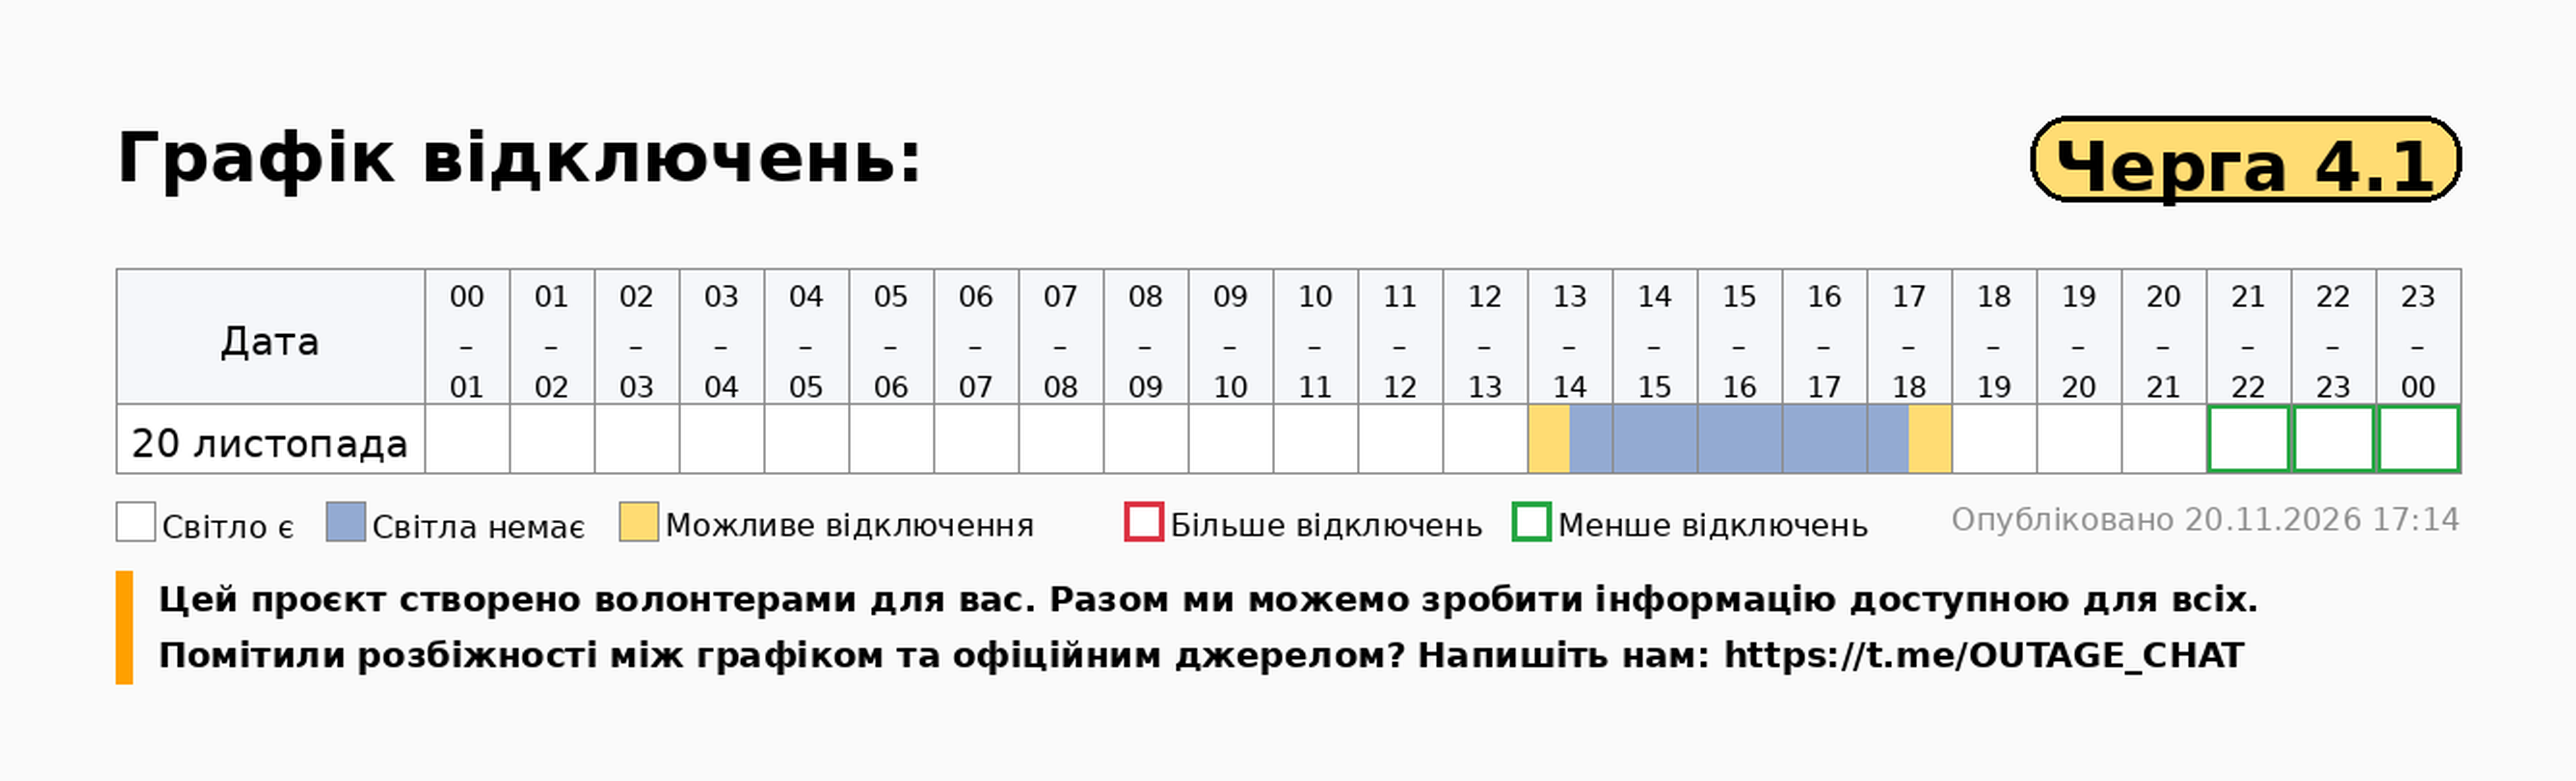 Графік відключень:
Черга 4.1
Дата 00 – 01 01 – 02 02 – 03 03 – 04 04 – 05 05 – 06 06 – 07 07 – 08 08 – 09 09 – 10 10 – 11 11 – 12 12 – 13 13 – 14 14 – 15 15 – 16 16 – 17 17 – 18 18 – 19 19 – 20 20 – 21 21 – 22 22 – 23 23 – 00
20 листопада
Світло є Світла немає Можливе відключення Більше відключень Менше відключень Опубліковано 20.11.2026 17:14
Цей проєкт створено волонтерами для вас. Разом ми можемо зробити інформацію доступною для всіх.
Помітили розбіжності між графіком та офіційним джерелом? Напишіть нам: https://t.me/OUTAGE_CHAT